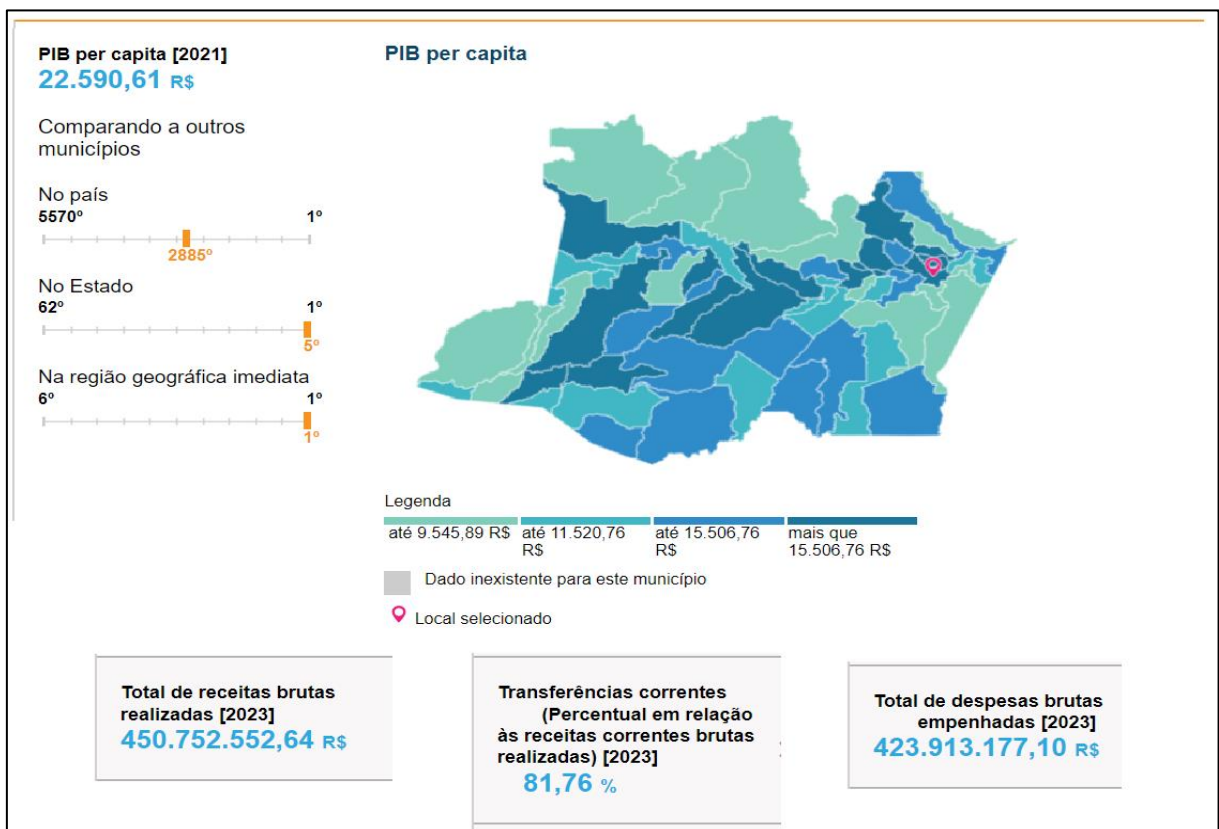 PIB per capita [2021]
22.590,61 R$
Comparando a outros
municípios
No país
5570º 1º
2885º
No Estado
62º 1º
5º
Na região geográfica imediata
6º 1º
1º
PIB per capita
Legenda
até 9.545,89 R$
até 11.520,76
R$
até 15.506,76
R$
mais que
15.506,76 R$
Dado inexistente para este município
Local selecionado
Total de receitas brutas
realizadas [2023]
450.752.552,64 R$
Transferências correntes
(Percentual em relação
às receitas correntes brutas
realizadas) [2023]
81,76 %
Total de despesas brutas
empenhadas [2023]
423.913.177,10 R$